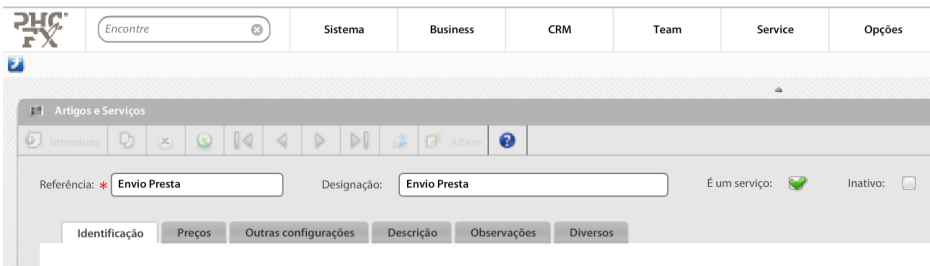 PHC FX
Encontre
Sistema Business CRM Team Service Opções
Artigos e Serviços
Introduza Altere
Referência: * Envio Presta Designação: Envio Presta É um serviço: Inativo:
Identificação Preços Outras configurações Descrição Observações Diversos